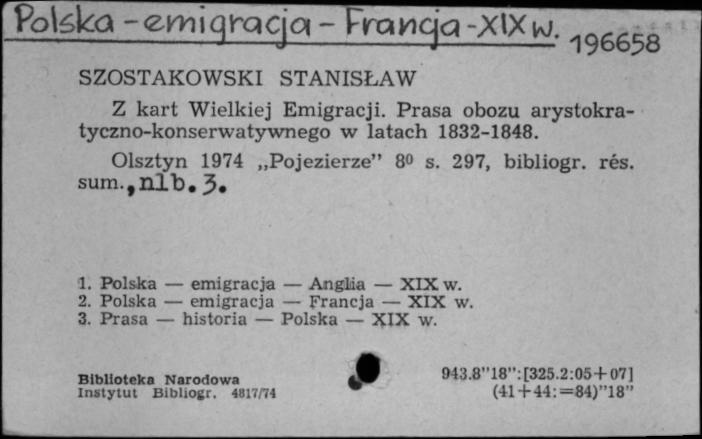 Polska - emigracja - Francja - XIX w.
196658
SZOSTAKOWSKI STANISŁAW
Z kart Wielkiej Emigracji. Prasa obozu arystokra-
tyczno-konserwatywnego w latach 1832-1848.
Olsztyn 1974 „Pojezierze” 8⁰ s. 297, bibliogr. rés.
sum., nlb. 3.
1. Polska — emigracja — Anglia — XIX w.
2. Polska — emigracja — Francja — XIX w.
3. Prasa — historia — Polska — XIX w.
Biblioteka Narodowa
Instytut Bibliogr. 4817/74
943.8”18”:[325.2:05+07]
(41+44:=84)”18”